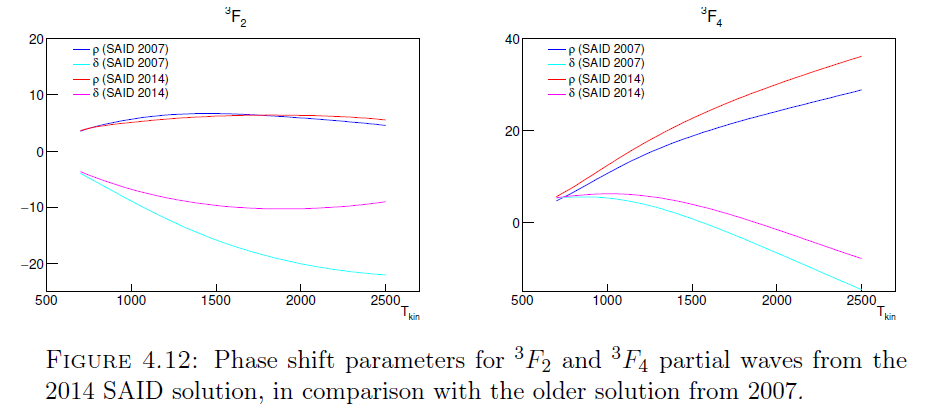 ³F₂
20
10
0
−10
−20
ρ (SAID 2007)
δ (SAID 2007)
ρ (SAID 2014)
δ (SAID 2014)
500 1000 1500 2000 2500
Tkin
³F₄
40
20
0
ρ (SAID 2007)
δ (SAID 2007)
ρ (SAID 2014)
δ (SAID 2014)
500 1000 1500 2000 2500
Tkin
FIGURE 4.12: Phase shift parameters for ³F₂ and ³F₄ partial waves from the
2014 SAID solution, in comparison with the older solution from 2007.